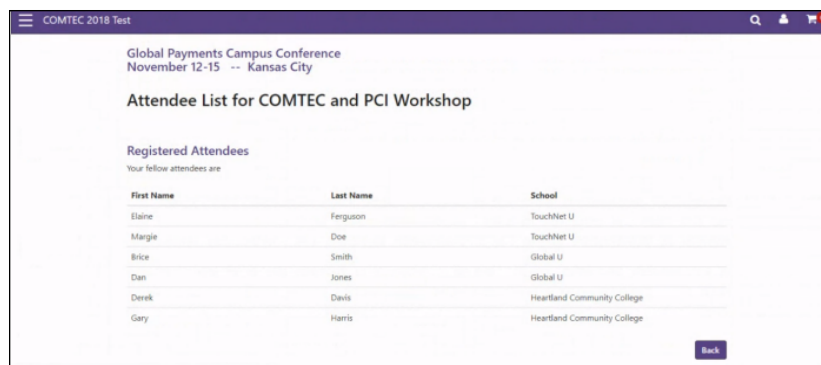 COMTEC 2018 Test
Global Payments Campus Conference
November 12-15 -- Kansas City
Attendee List for COMTEC and PCI Workshop
Registered Attendees
Your fellow attendees are
First Name Last Name School
Elaine Ferguson TouchNet U
Margie Doe TouchNet U
Brice Smith Global U
Dan Jones Global U
Derek Davis Heartland Community College
Gary Harris Heartland Community College
Back